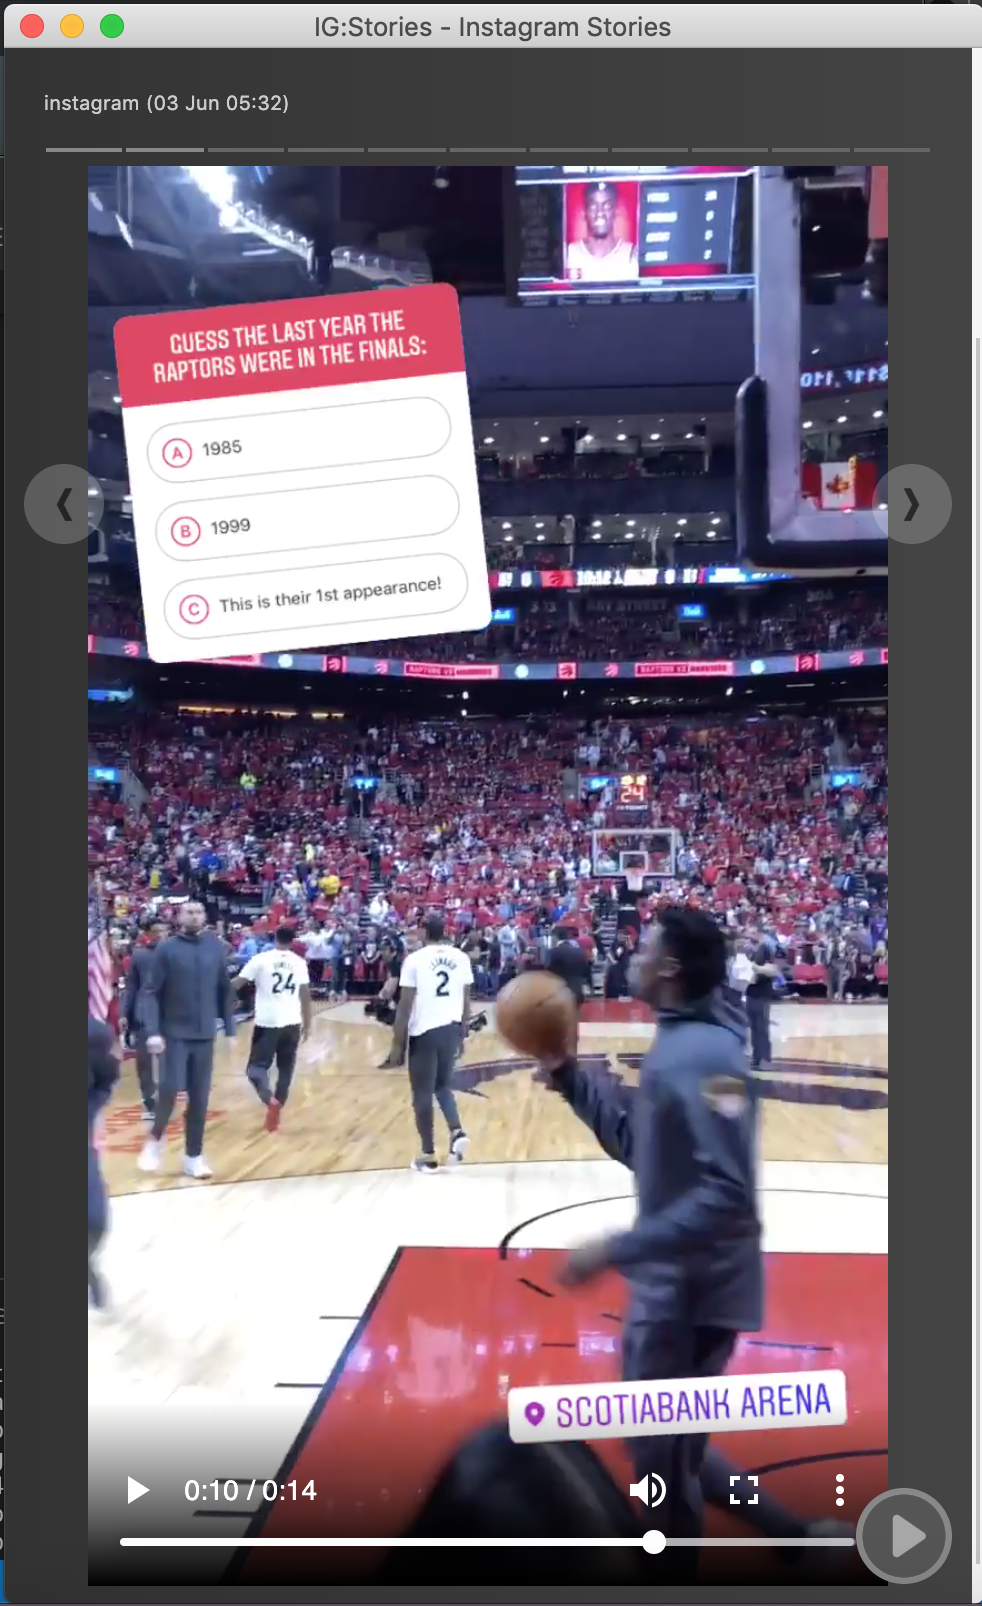 IG:Stories - Instagram Stories
instagram (03 Jun 05:32)
GUESS THE LAST YEAR THE
RAPTORS WERE IN THE FINALS:
A 1985
B 1999
C This is their 1st appearance!
24
24
2
SCOTIABANK ARENA
0:10 / 0:14